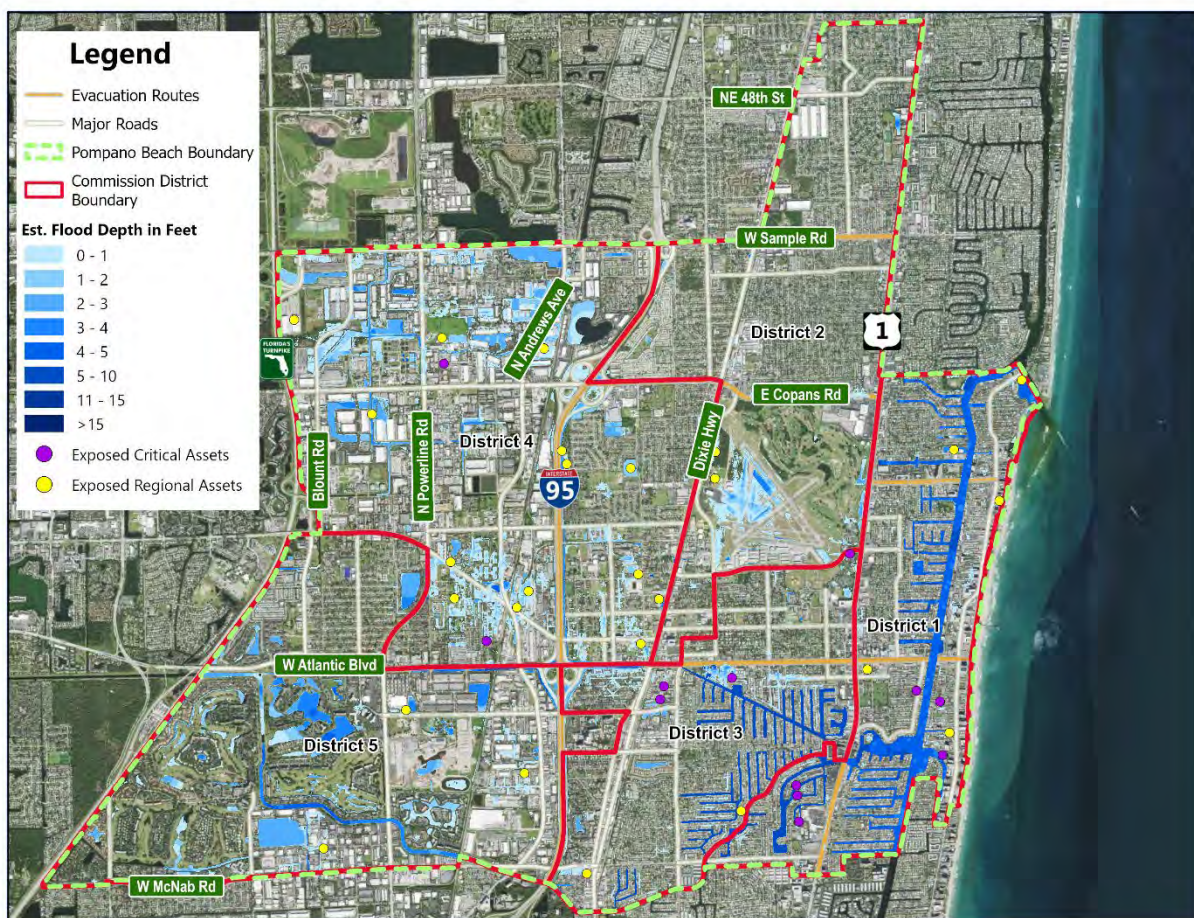 Legend
Evacuation Routes
Major Roads
Pompano Beach Boundary
Commission District
Boundary
Est. Flood Depth in Feet
0 - 1
1 - 2
2 - 3
3 - 4
4 - 5
5 - 10
11 - 15
>15
Exposed Critical Assets
Exposed Regional Assets
NE 48th St
W Sample Rd
N Andrews Ave
District 2
1
FLORIDA'S
TURNPIKE
E Copans Rd
District 4
Blount Rd
N Powerline Rd
Dixie Hwy
INTERSTATE
95
District 1
W Atlantic Blvd
District 3
District 5
W McNab Rd